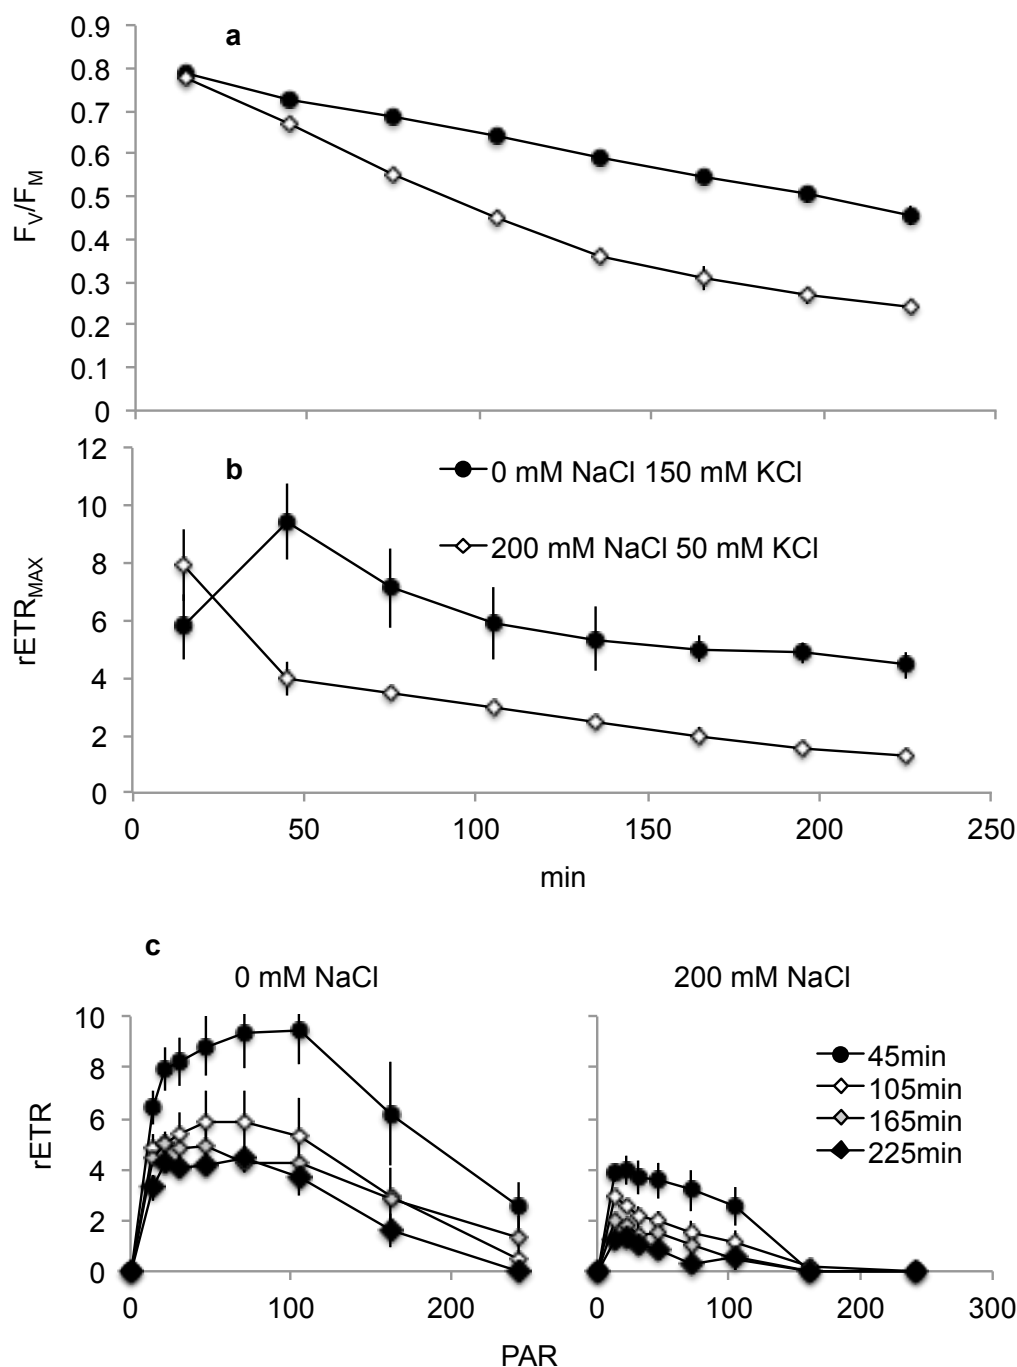 a
0.9
0.8
0.7
0.6
0.5
0.4
0.3
0.2
0.1
0
F_V/F_M
b
0 mM NaCl 150 mM KCl
200 mM NaCl 50 mM KCl
12
10
8
6
4
2
0
rETR_MAX
0 50 100 150 200 250
min
c
0 mM NaCl 200 mM NaCl
10
8
6
4
2
0
rETR
45min
105min
165min
225min
0 100 200 0 100 200 300
PAR